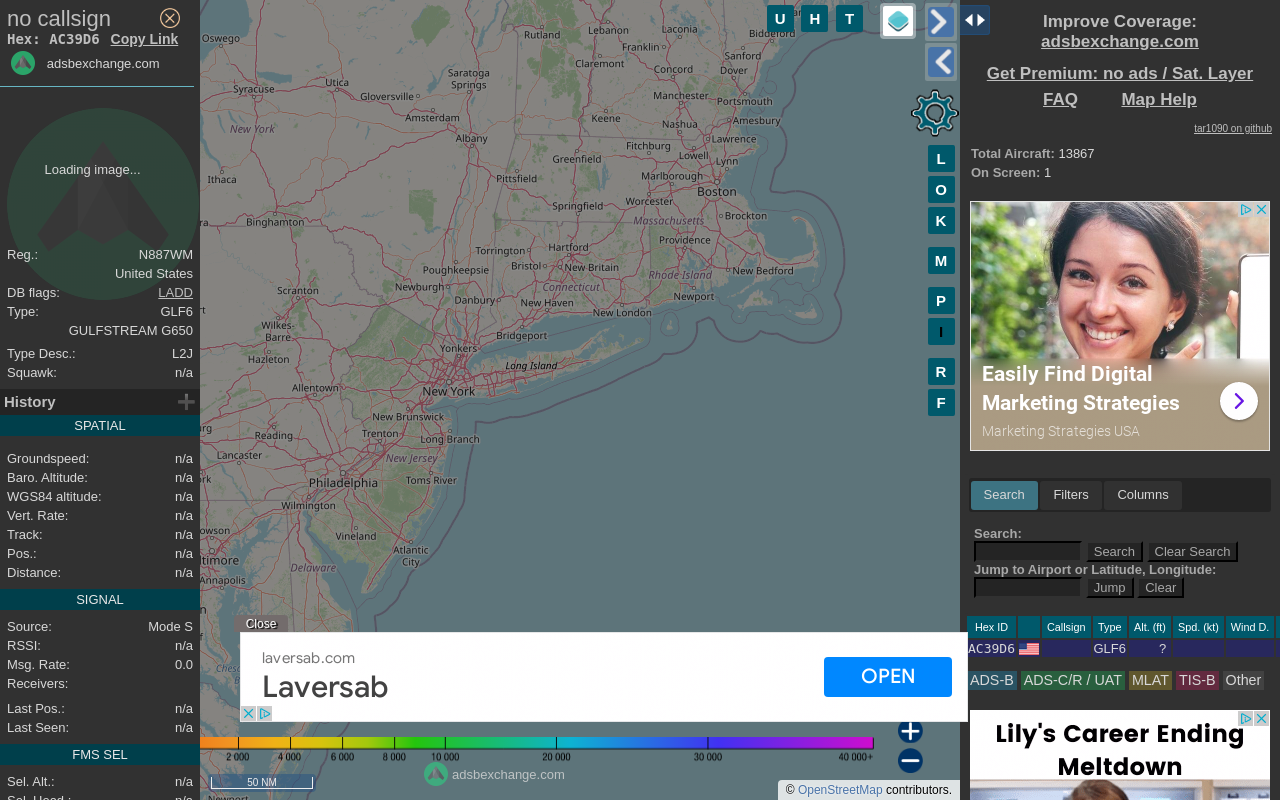 no callsign
Hex: AC39D6 Copy Link
adsbexchange.com
Loading image...
Reg.: N887WM
United States
DB flags: LADD
Type: GLF6
GULFSTREAM G650
Type Desc.: L2J
Squawk: n/a
History
SPATIAL
Groundspeed: n/a
Baro. Altitude: n/a
WGS84 altitude: n/a
Vert. Rate: n/a
Track: n/a
Pos.: n/a
Distance: n/a
SIGNAL
Source: Mode S
RSSI: n/a
Msg. Rate: 0.0
Receivers:
Last Pos.: n/a
Last Seen: n/a
FMS SEL
Sel. Alt.: n/a
Oswego
Rutland
Lebanon
Laconia
Franklin
Claremont
Concord
Sanford
Biddeford
Dover
Syracuse
Utica
Gloversville
Saratoga
Springs
Manchester
Portsmouth
Amsterdam
Keene
Nashua
Amesbury
New York
Albany
Fitchburg
Lawrence
Lowell
Lynn
Greenfield
Ithaca
Pittsfield
Marlborough
Boston
Worcester
Springfield
Massachusetts
Brockton
Binghamton
Torrington
Hartford
Providence
Bristol
New Britain
Poughkeepsie
Rhode Island
New Bedford
Scranton
Newburgh
Connecticut
Danbury
New Haven
Newport
New London
Wilkes-
Barre
Bridgeport
Hazleton
Yonkers
Long Island
Allentown
New York
New Brunswick
Reading
Trenton
Long Branch
Lancaster
New Jersey
Philadelphia
Toms River
Wilmington
Vineland
Atlantic
City
Delaware
Annapolis
U H T
L
O
K
M
P
I
R
F
Close
laversab.com
Laversab
OPEN
2 000 4 000 6 000 8 000 10 000 20 000 30 000 40 000+
adsbexchange.com
50 NM
© OpenStreetMap contributors.
Improve Coverage:
adsbexchange.com
Get Premium: no ads / Sat. Layer
FAQ Map Help
tar1090 on github
Total Aircraft: 13867
On Screen: 1
Easily Find Digital
Marketing Strategies
Marketing Strategies USA
Search Filters Columns
Search:
Search Clear Search
Jump to Airport or Latitude, Longitude:
Jump Clear
Hex ID Callsign Type Alt. (ft) Spd. (kt) Wind D.
AC39D6 GLF6 ?
ADS-B ADS-C/R / UAT MLAT TIS-B Other
Lily's Career Ending
Meltdown